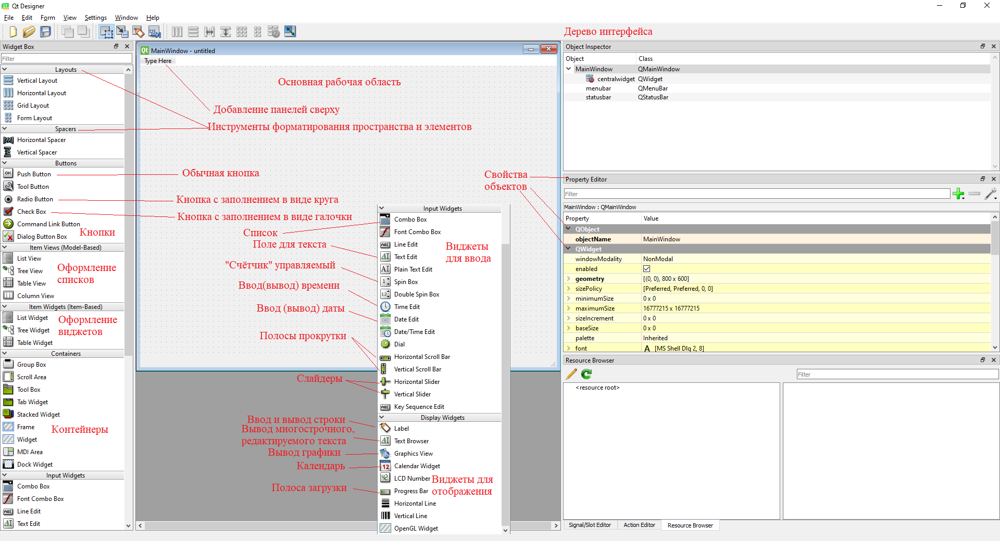 Qt Designer
File Edit Form View Settings Window Help
Дерево интерфейса
Widget Box
Filter
Layouts
Vertical Layout
Horizontal Layout
Grid Layout
Form Layout
Spacers
Horizontal Spacer
Vertical Spacer
Buttons
Push Button
Tool Button
Radio Button
Check Box
Command Link Button
Кнопки
Dialog Button Box
Item Views (Model-Based)
List View
Tree View
Table View
Column View
Оформление
списков
Item Widgets (Item-Based)
List Widget
Tree Widget
Table Widget
Оформление
виджетов
Containers
Group Box
Scroll Area
Tool Box
Tab Widget
Stacked Widget
Frame
Контейнеры
Widget
MDI Area
Dock Widget
Input Widgets
Combo Box
Font Combo Box
Line Edit
Text Edit
MainWindow - untitled
Type Here
Основная рабочая область
Добавление панелей сверху
Инструменты форматирования пространства и элементов
Обычная кнопка
Кнопка с заполнением в виде круга
Кнопка с заполнением в виде галочки
Список
Поле для текста
"Счётчик" управляемый
Ввод(вывод) времени
Ввод (вывод) даты
Полосы прокрутки
Слайдеры
Ввод и вывод строки
Вывод многострочного,
редактируемого текста
Вывод графики
Календарь
Полоса загрузки
Input Widgets
Combo Box
Font Combo Box
Line Edit
Text Edit
Plain Text Edit
Spin Box
Double Spin Box
Time Edit
Date Edit
Date/Time Edit
Dial
Horizontal Scroll Bar
Vertical Scroll Bar
Horizontal Slider
Vertical Slider
Key Sequence Edit
Виджеты
для ввода
Display Widgets
Label
Text Browser
Graphics View
Calendar Widget
LCD Number
Progress Bar
Horizontal Line
Vertical Line
OpenGL Widget
Виджеты для
отображения
Свойства
объектов
Object Inspector
Object Class
MainWindow QMainWindow
centralwidget QWidget
menubar QMenuBar
statusbar QStatusBar
Property Editor
Filter
MainWindow : QMainWindow
Property Value
QObject
objectName MainWindow
QWidget
windowModality NonModal
enabled
geometry [(0, 0), 800 x 600]
sizePolicy [Preferred, Preferred, 0, 0]
minimumSize 0 x 0
maximumSize 16777215 x 16777215
sizeIncrement 0 x 0
baseSize 0 x 0
palette Inherited
font A [MS Shell Dlg 2, 8]
Resource Browser
Filter
<resource root>
Signal/Slot Editor Action Editor Resource Browser